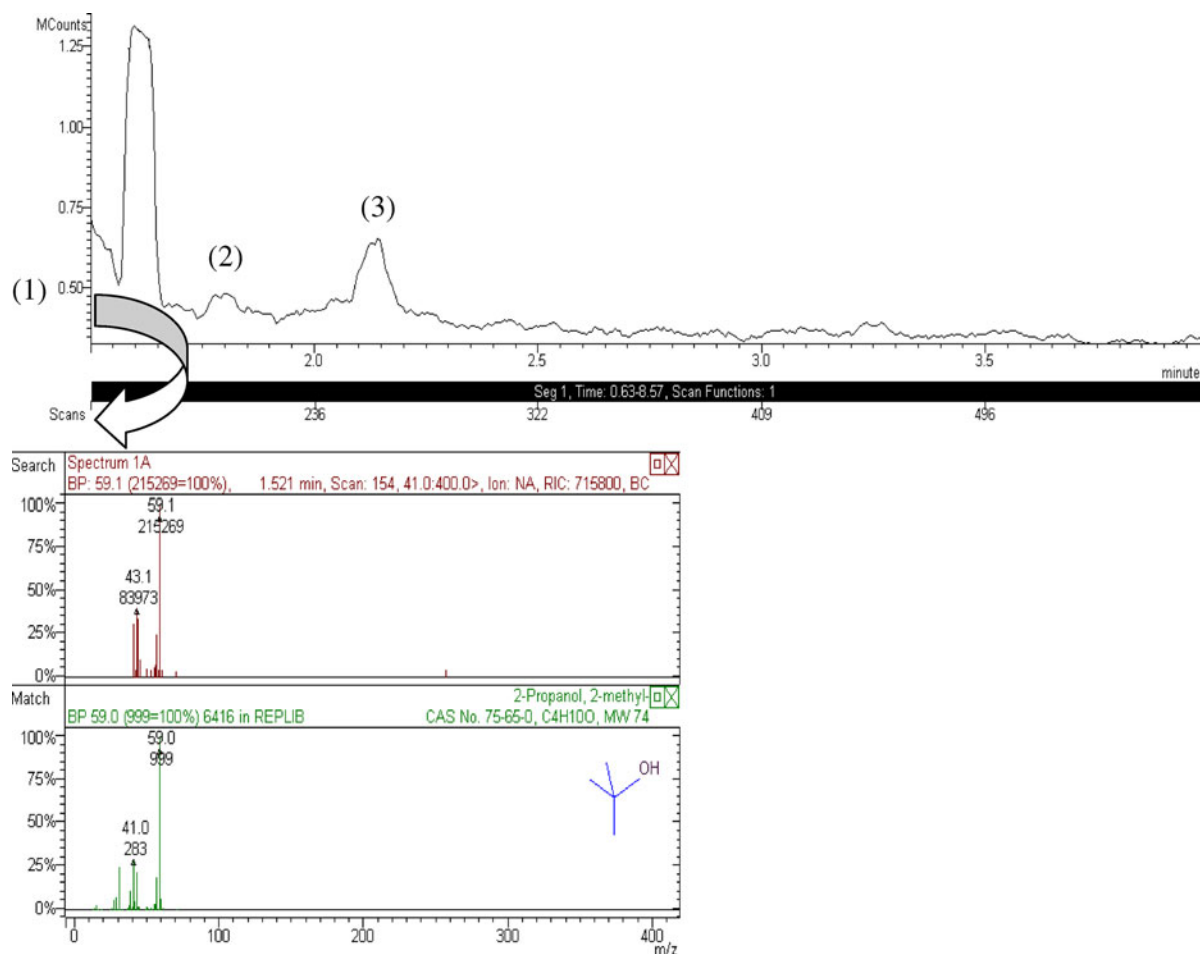 MCounts
1.25
1.00
0.75
0.50
(1)
(2)
(3)
2.0 2.5 3.0 3.5
minute
Seg 1, Time: 0.63-8.57, Scan Functions: 1
Scans 236 322 409 496
Search Spectrum 1A
BP: 59.1 (215269=100%), 1.521 min, Scan: 154, 41.0:400.0>, Ion: NA, RIC: 715800, BC
100%
75%
50%
25%
0%
59.1
215269
43.1
83973
Match 2-Propanol, 2-methyl-
BP 59.0 (999=100%) 6416 in REPLIB CAS No. 75-65-0, C4H10O, MW 74
100%
75%
50%
25%
0%
59.0
999
41.0
283
OH
0 100 200 300 400
m/z